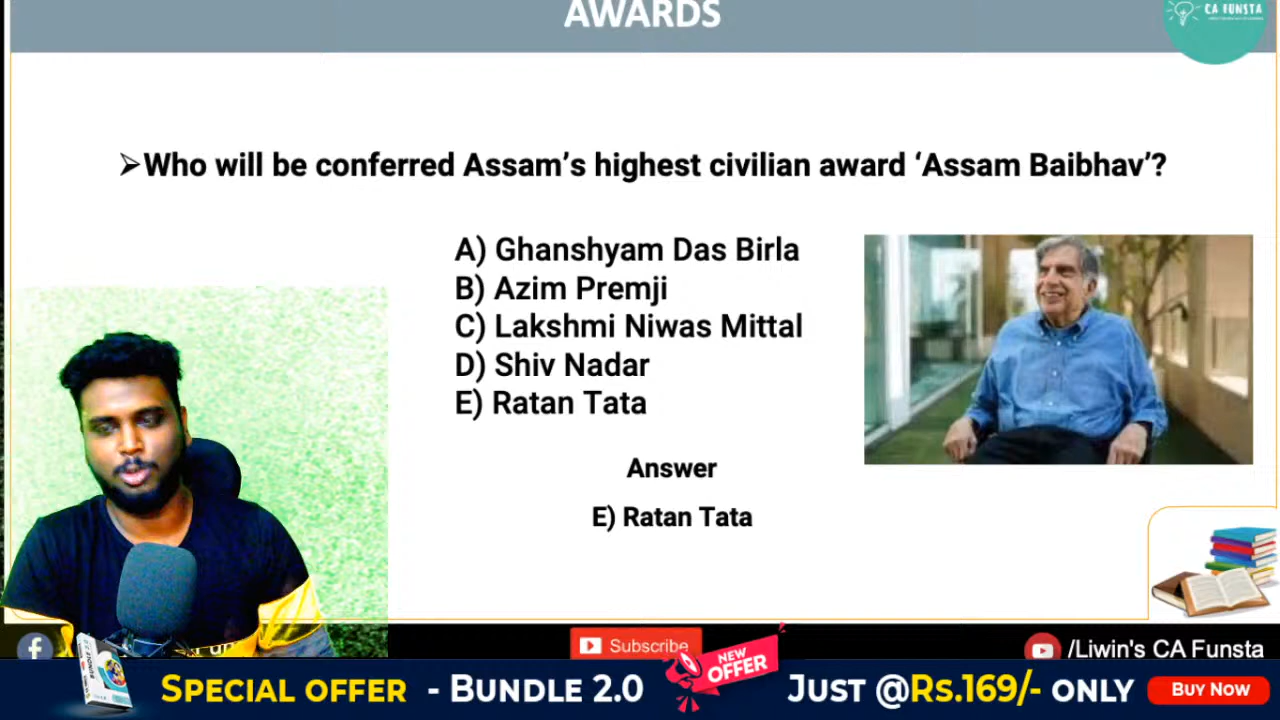 AWARDS
CA FUNSTA
➢Who will be conferred Assam’s highest civilian award ‘Assam Baibhav’?
A) Ghanshyam Das Birla
B) Azim Premji
C) Lakshmi Niwas Mittal
D) Shiv Nadar
E) Ratan Tata
Answer
E) Ratan Tata
Subscribe
/Liwin's CA Funsta
SPECIAL OFFER - BUNDLE 2.0
NEW
OFFER
JUST @Rs.169/- ONLY
BUY NOW